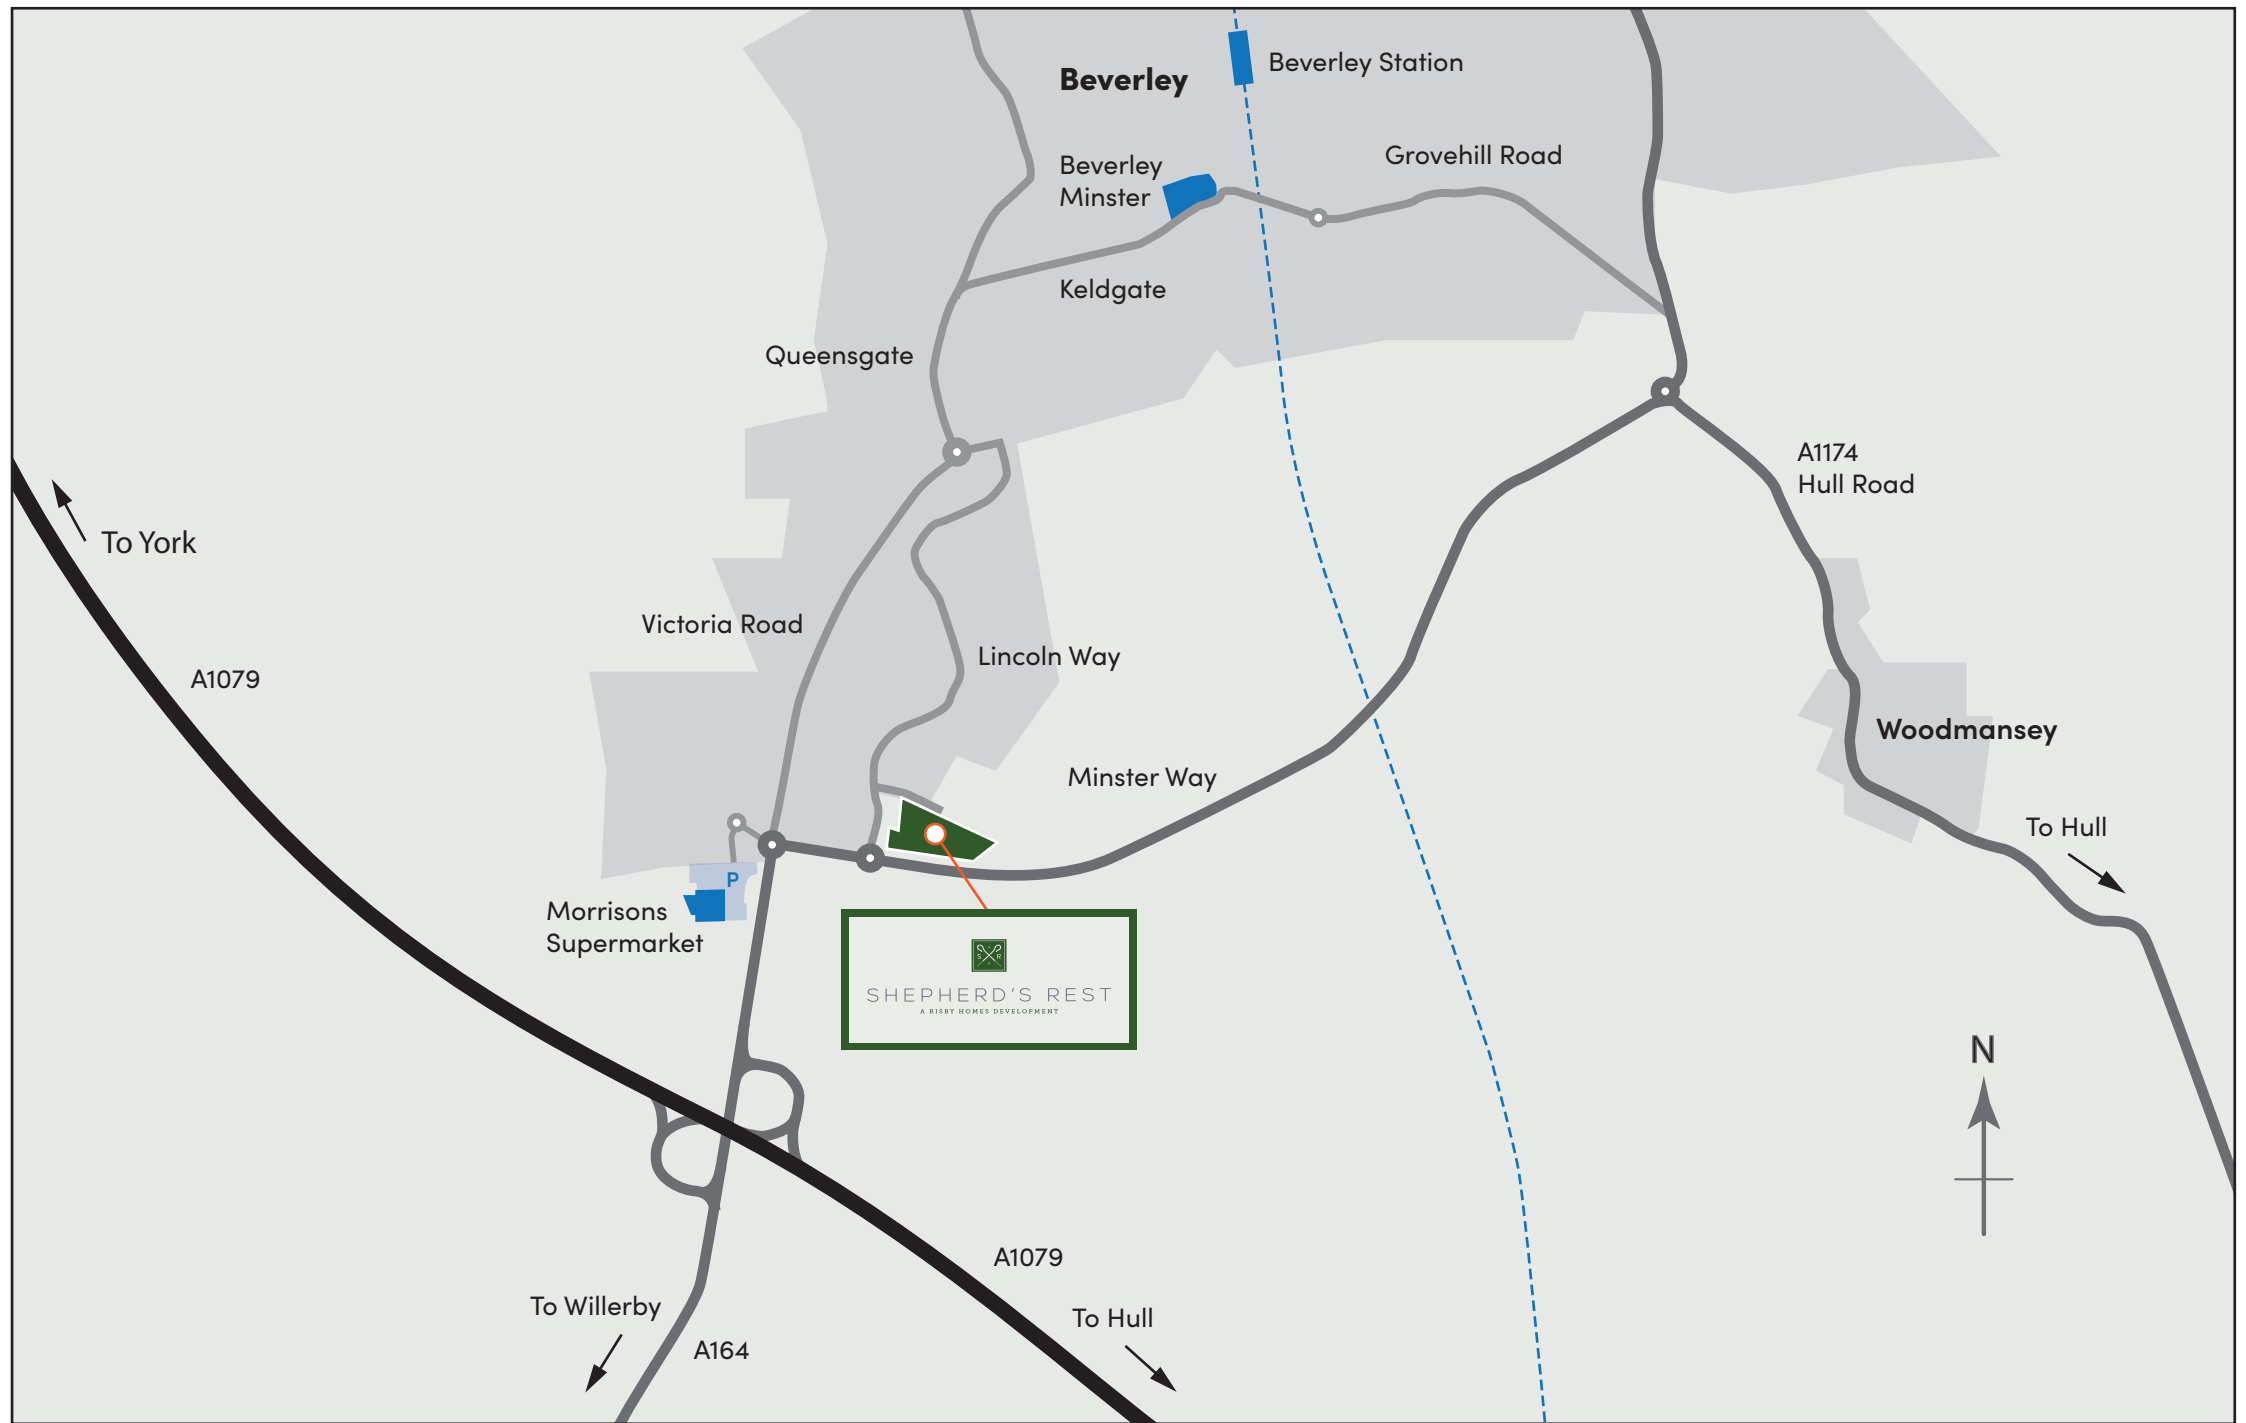 Beverley
Beverley Station
Beverley
Minster
Grovehill Road
Keldgate
Queensgate
A1174
Hull Road
To York
Victoria Road
Lincoln Way
A1079
Woodmansey
Minster Way
To Hull
P
Morrisons
Supermarket
S R
SHEPHERD'S REST
A RISBY HOMES DEVELOPMENT
N
A1079
To Willerby
To Hull
A164